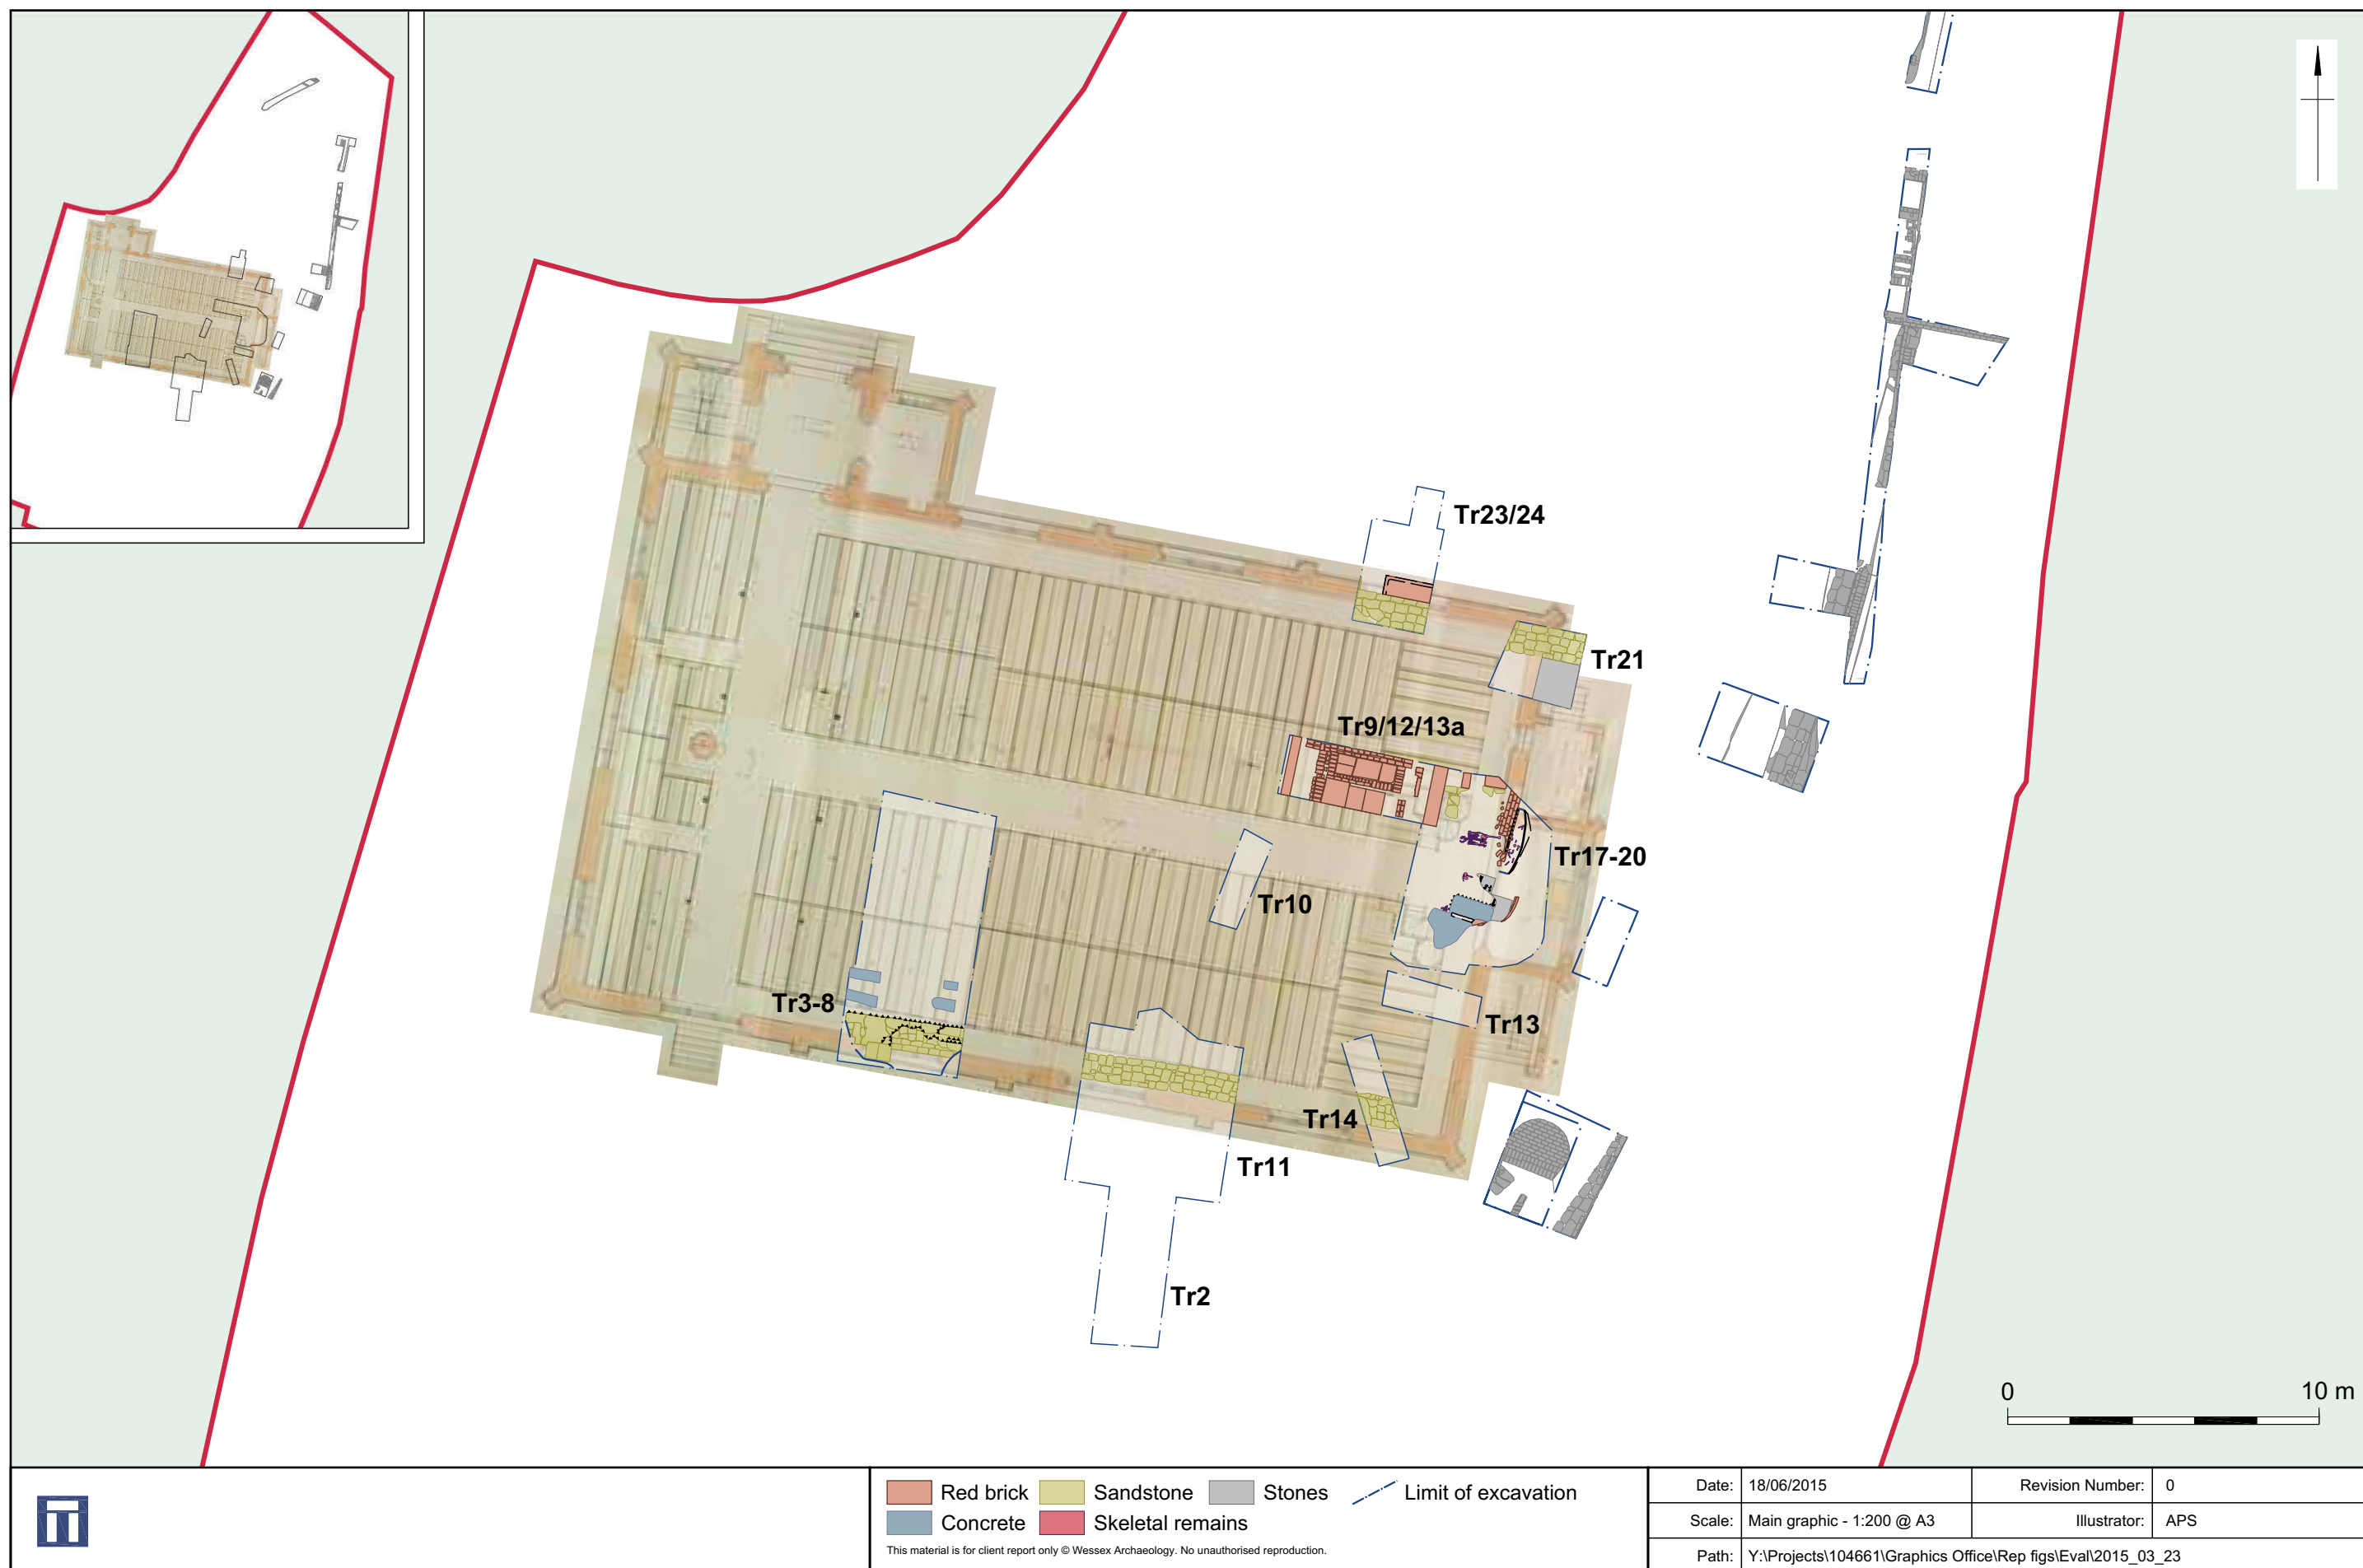 Tr23/24
Tr21
Tr9/12/13a
Tr17-20
Tr10
Tr3-8
Tr13
Tr14
Tr11
Tr2
0 10 m
Red brick Sandstone Stones Limit of excavation
Concrete Skeletal remains
This material is for client report only © Wessex Archaeology. No unauthorised reproduction.
Date: 18/06/2015 Revision Number: 0
Scale: Main graphic - 1:200 @ A3 Illustrator: APS
Path: Y:\Projects\104661\Graphics Office\Rep figs\Eval\2015_03_23